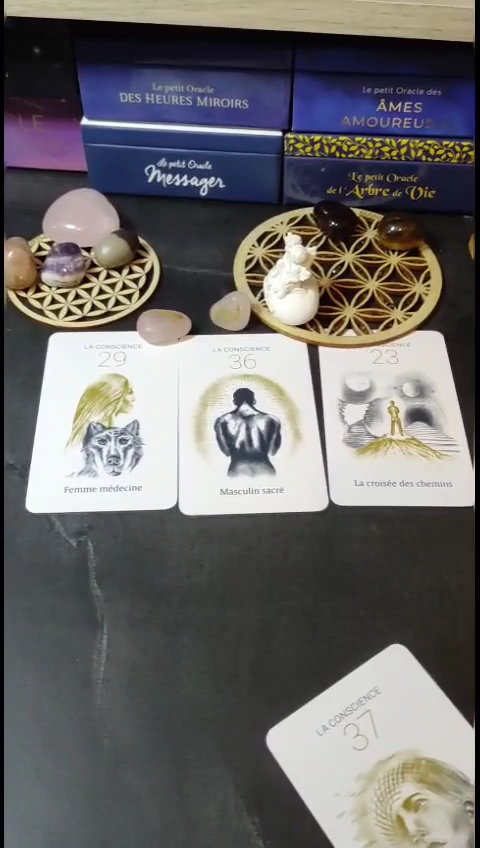 IE
Le petit Oracle
DES HEURES MIROIRS
Le petit Oracle des
ÂMES
AMOUREUS
Le petit Oracle
Messager
Le petit Oracle
de l'Arbre de Vie
LA CONSCIENCE
29
Femme médecine
LA CONSCIENCE
36
Masculin sacré
SCIENCE
23
La croisée des chemins
LA CONSCIENCE
37